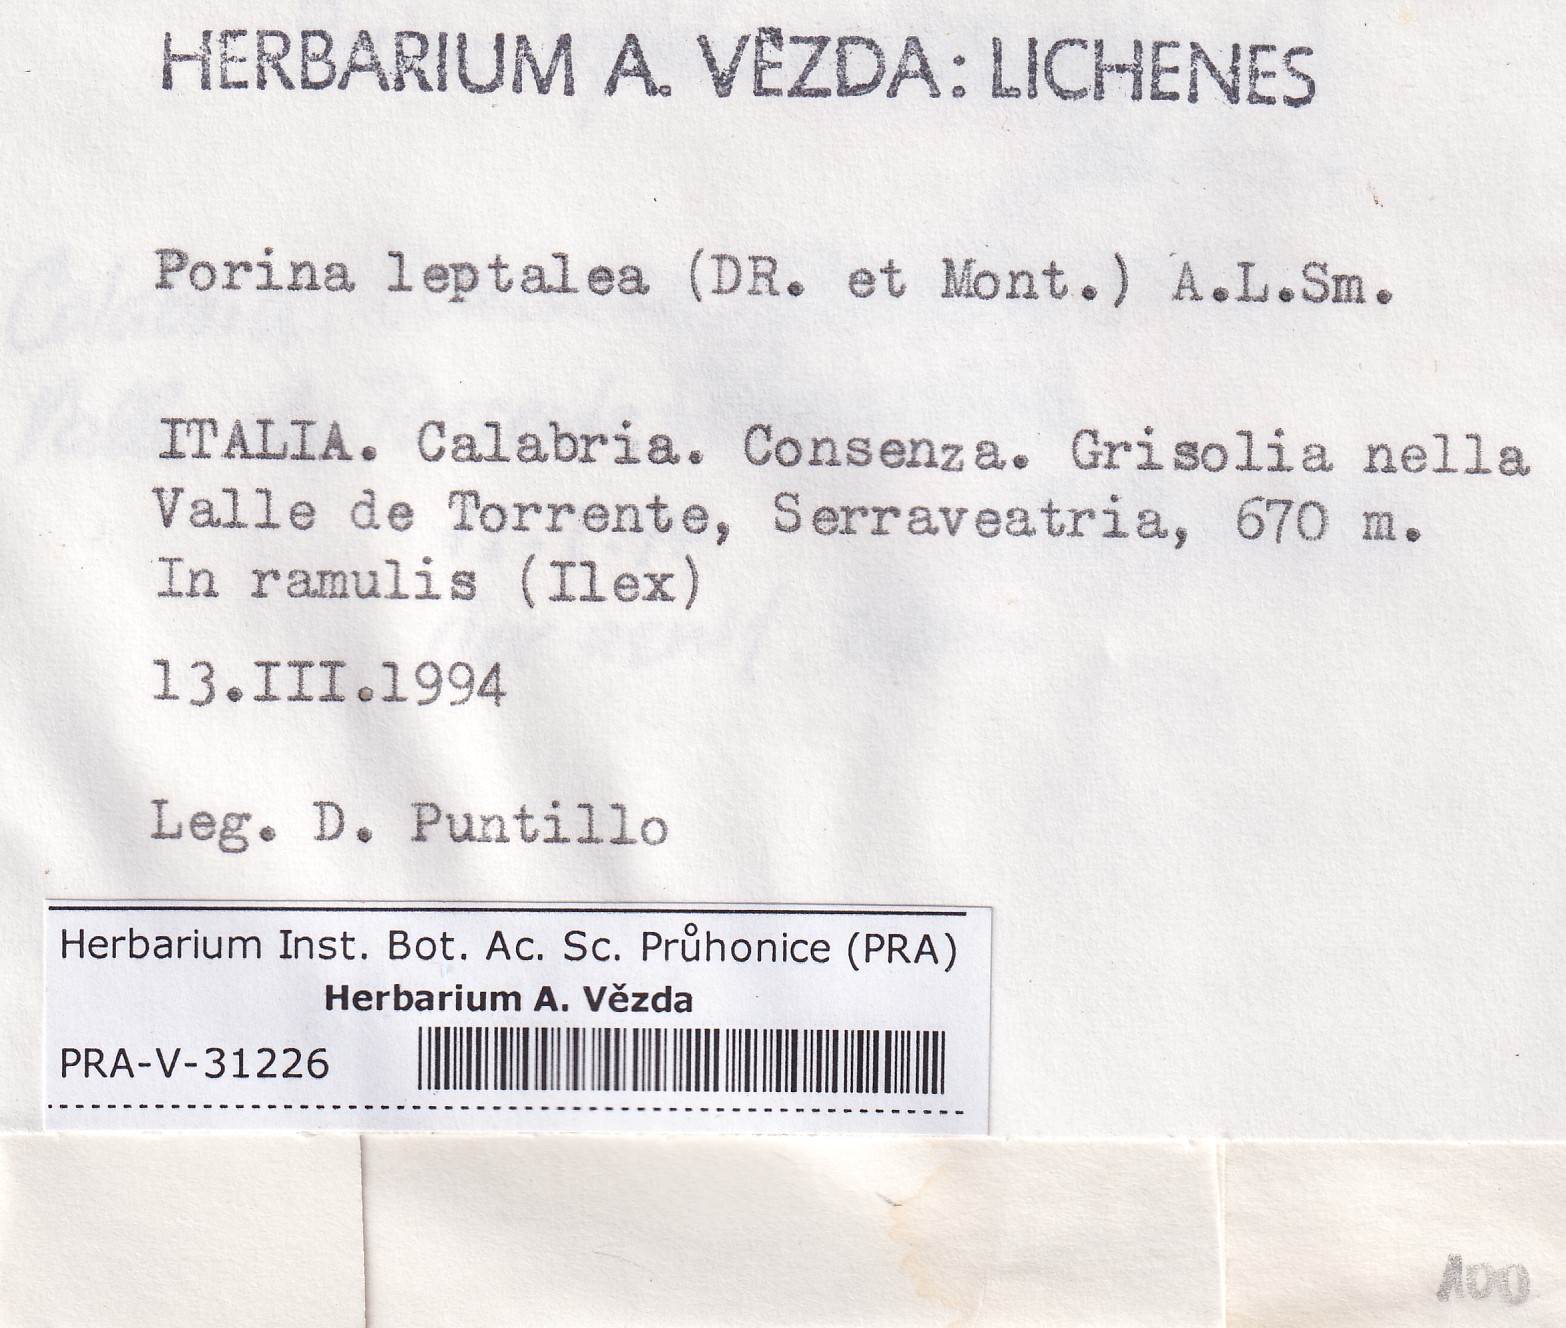 HERBARIUM A. VĚZDA: LICHENES
Porina leptalea (DR. et Mont.) A.L.Sm.
ITALIA. Calabria. Consenza. Grisolia nella
Valle de Torrente, Serraveatria, 670 m.
In ramulis (Ilex)
13.III.1994
Leg. D. Puntillo
Herbarium Inst. Bot. Ac. Sc. Průhonice (PRA)
Herbarium A. Vězda
PRA-V-31226
100